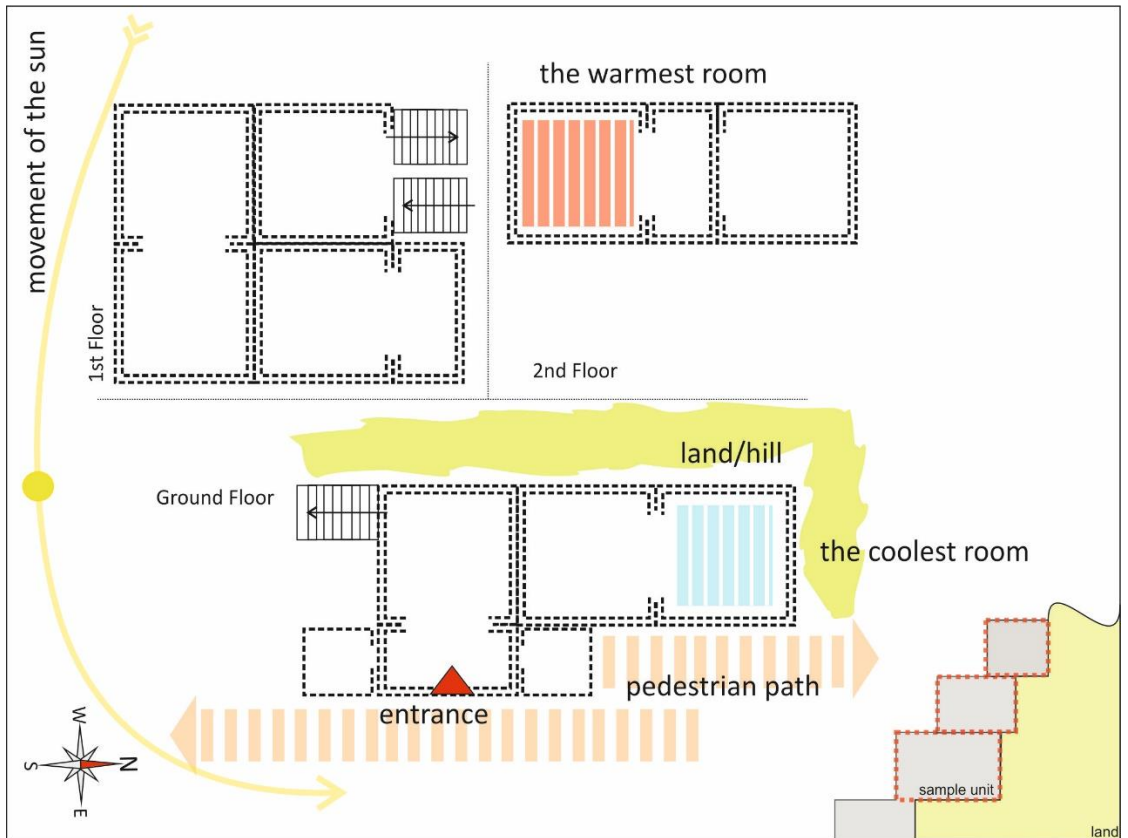 movement of the sun
the warmest room
1st Floor
2nd Floor
land/hill
Ground Floor
the coolest room
pedestrian path
entrance
W
S
N
E
sample unit
land